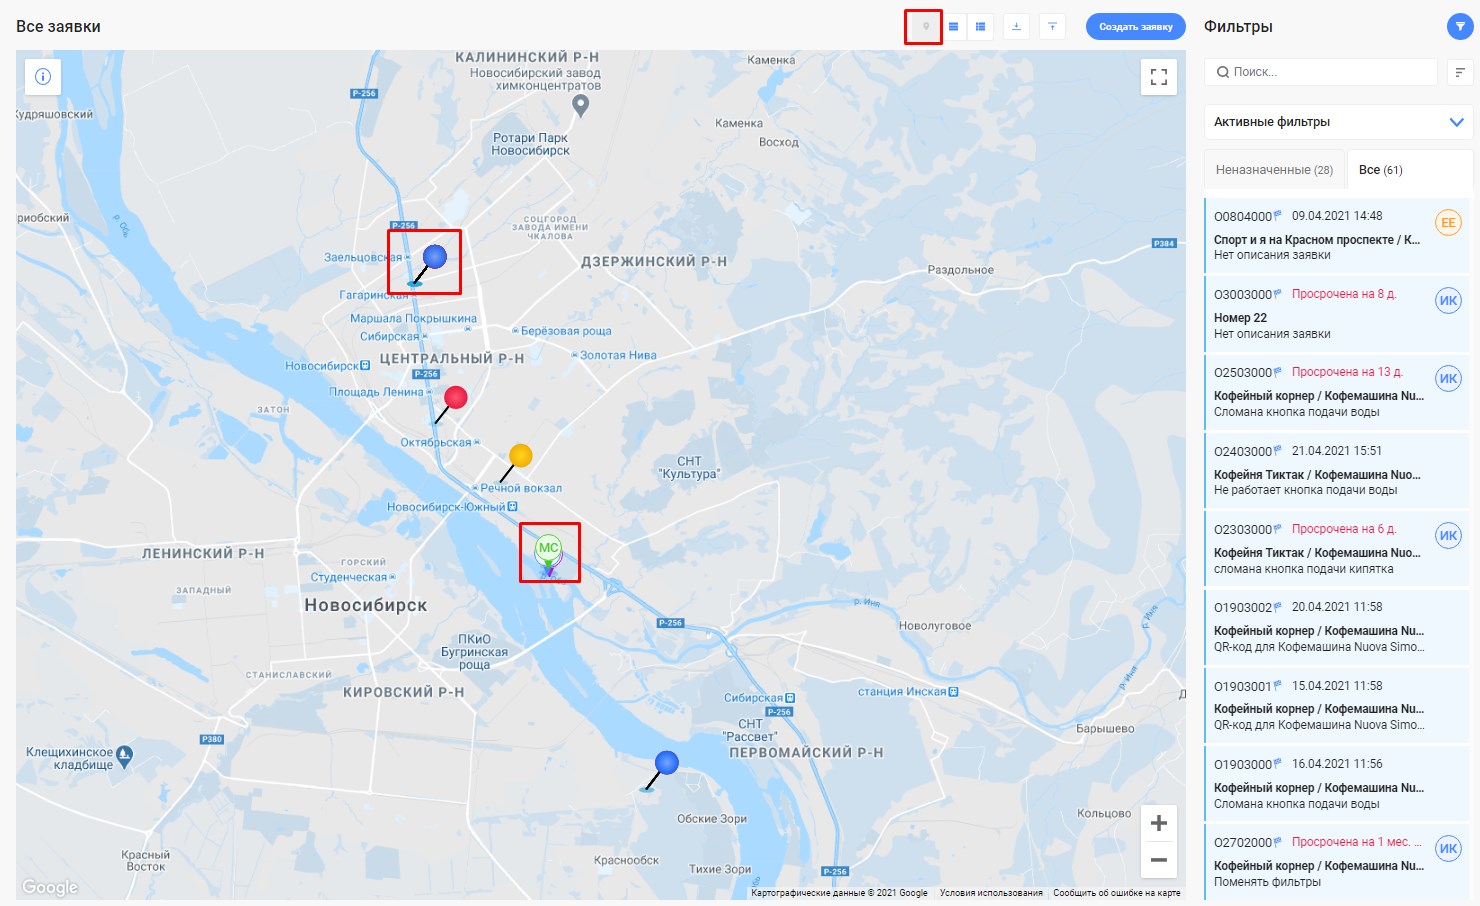 Все заявки
Создать заявку
Фильтры
КАЛИНИНСКИЙ Р-Н
Новосибирский завод
химконцентратов
Каменка
P-256
Кудряшовский
Ротари Парк
Новосибирск
Каменка
Восход
р. Обь
риобский
P-256
СОЦГОРОД
ЗАВОДА ИМЕНИ
ЧКАЛОВА
P384
Заельцовская
ДЗЕРЖИНСКИЙ Р-Н
Раздольное
Гагаринская
Маршала Покрышкина
Сибирская
Берёзовая роща
Новосибирск
ЦЕНТРАЛЬНЫЙ Р-Н
Золотая Нива
P-256
Площадь Ленина
ЗАТОН
Октябрьская
СНТ
"Культура"
Речной вокзал
Новосибирск-Южный
ЛЕНИНСКИЙ Р-Н
МС
ГОРСКИЙ
Студенческая
ЗАПАДНЫЙ
Новосибирск
р. Иня
P-256
Новолуговое
р. Иня
ПКиО
Бугринская
роща
СТАНИСЛАВСКИЙ
КИРОВСКИЙ Р-Н
Сибирская
станция Инская
р. Иня
P-256
СНТ
"Рассвет"
Барышево
P380
Клещихинское
кладбище
ПЕРВОМАЙСКИЙ Р-Н
Обские Зори
Кольцово
Красный
Восток
Краснообск
Тихие Зори
P-256
Google
Картографические данные © 2021 Google
Условия использования
Сообщить об ошибке на карте
Поиск...
Активные фильтры
Неназначенные (28)
Все (61)
O0804000 09.04.2021 14:48
ЕЕ
Спорт и я на Красном проспекте / К...
Нет описания заявки
O3003000 Просрочена на 8 д.
ИК
Номер 22
Нет описания заявки
O2503000 Просрочена на 13 д.
ИК
Кофейный корнер / Кофемашина Nu...
Сломана кнопка подачи воды
O2403000 21.04.2021 15:51
Кофейня Тиктак / Кофемашина Nuo...
Не работает кнопка подачи воды
O2303000 Просрочена на 6 д.
ИК
Кофейня Тиктак / Кофемашина Nuo...
сломана кнопка подачи кипятка
O1903002 20.04.2021 11:58
Кофейный корнер / Кофемашина Nu...
QR-код для Кофемашина Nuova Simo...
O1903001 15.04.2021 11:58
Кофейный корнер / Кофемашина Nu...
QR-код для Кофемашина Nuova Simo...
O1903000 16.04.2021 11:56
Кофейный корнер / Кофемашина Nu...
Сломана кнопка подачи воды
O2702000 Просрочена на 1 мес. ...
ИК
Кофейный корнер / Кофемашина Nu...
Поменять фильтры